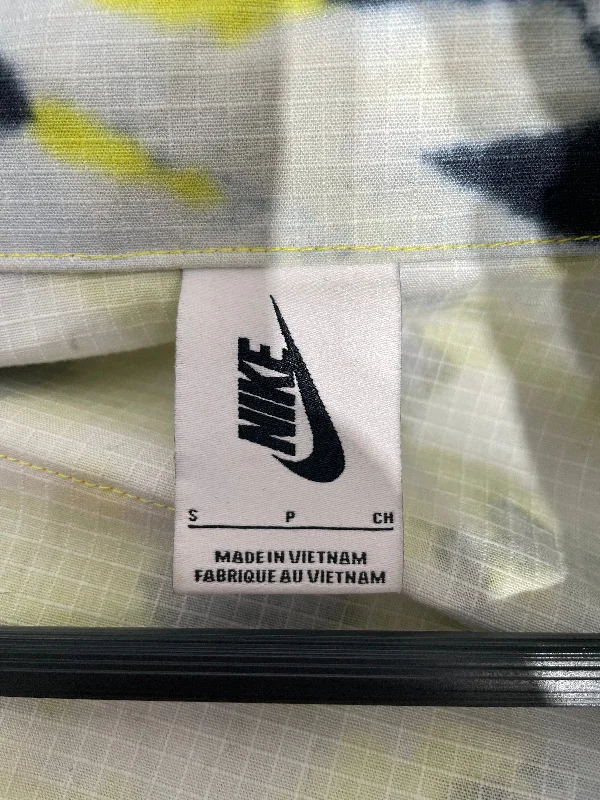 NIKE
S P CH
MADE IN VIETNAM
FABRIQUE AU VIETNAM